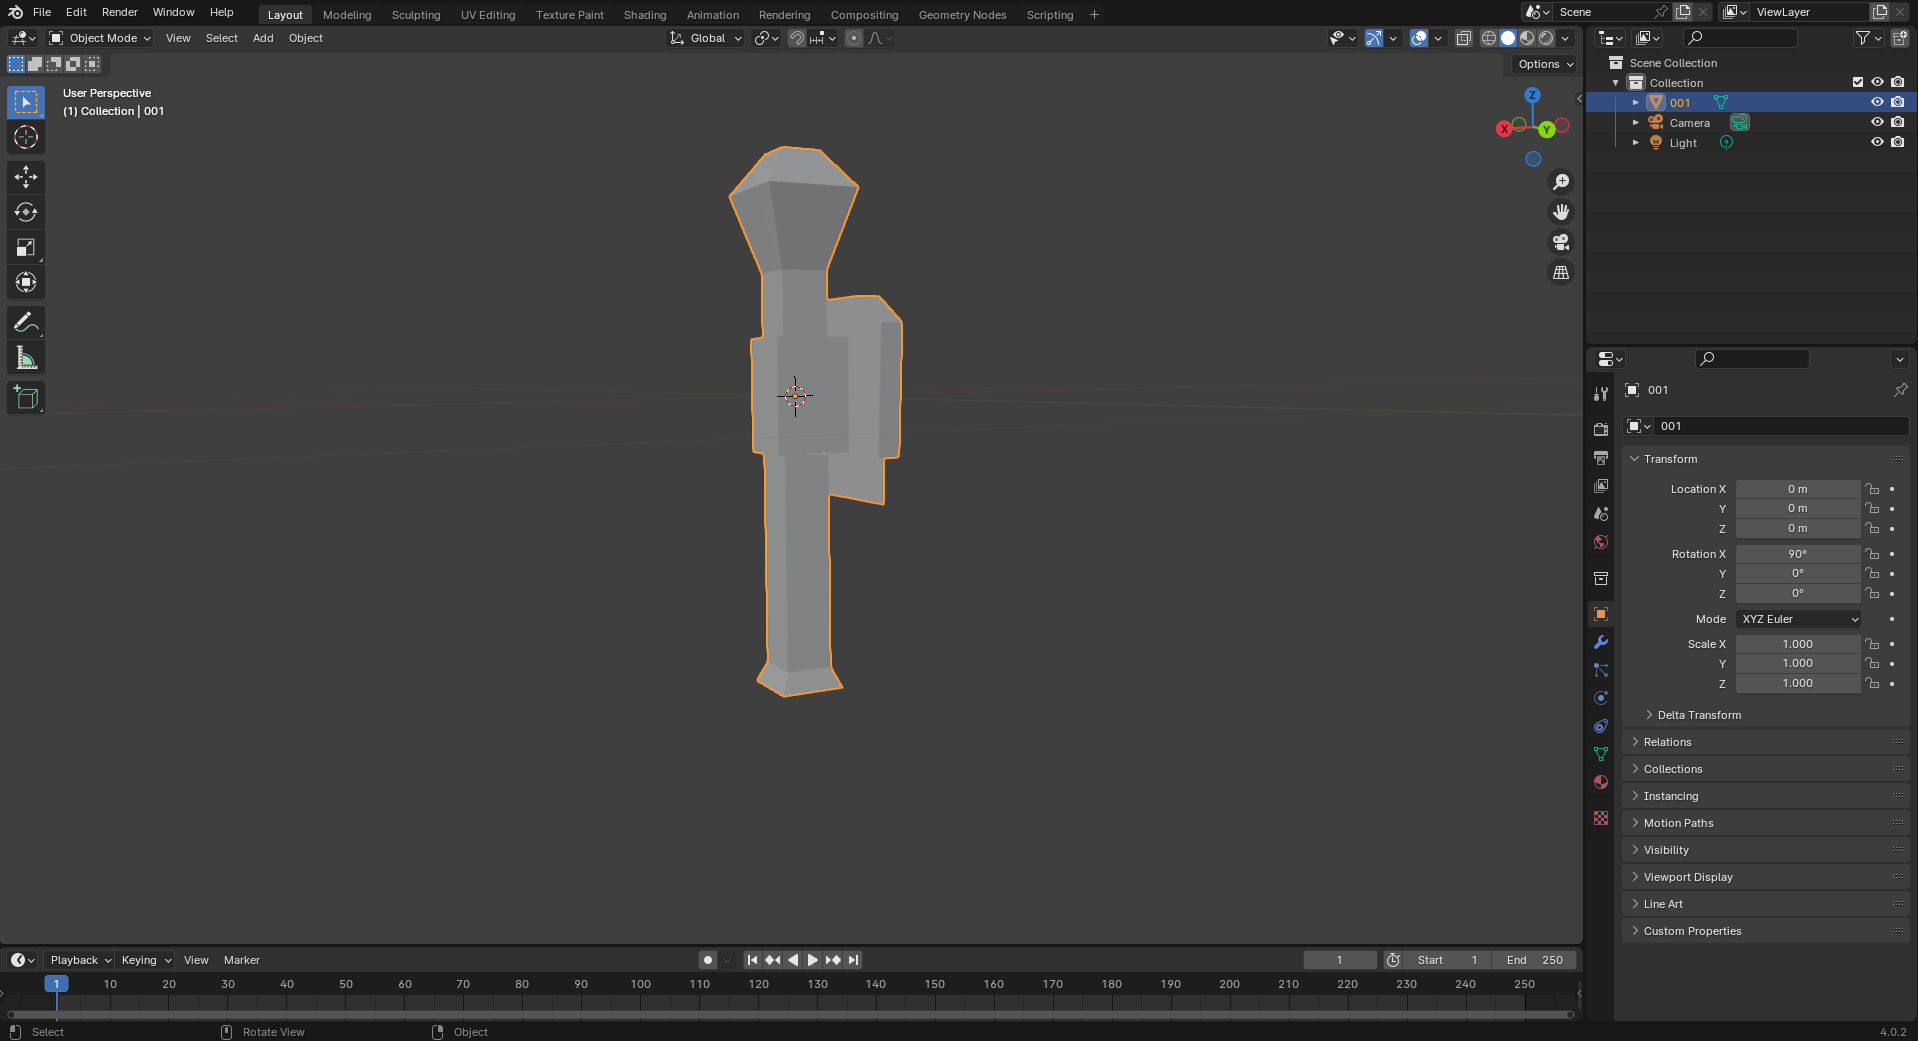 File Edit Render Window Help Layout Modeling Sculpting UV Editing Texture Paint Shading Animation Rendering Compositing Geometry Nodes Scripting + Scene ViewLayer
Object Mode View Select Add Object Global
Options
User Perspective
(1) Collection | 001
Z
X
Y
Scene Collection
Collection
001
Camera
Light
001
001
Transform
Location X 0 m
Y 0 m
Z 0 m
Rotation X 90°
Y 0°
Z 0°
Mode XYZ Euler
Scale X 1.000
Y 1.000
Z 1.000
Delta Transform
Relations
Collections
Instancing
Motion Paths
Visibility
Viewport Display
Line Art
Custom Properties
Playback Keying View Marker 1 Start 1 End 250
1 10 20 30 40 50 60 70 80 90 100 110 120 130 140 150 160 170 180 190 200 210 220 230 240 250
Select Rotate View Object 4.0.2